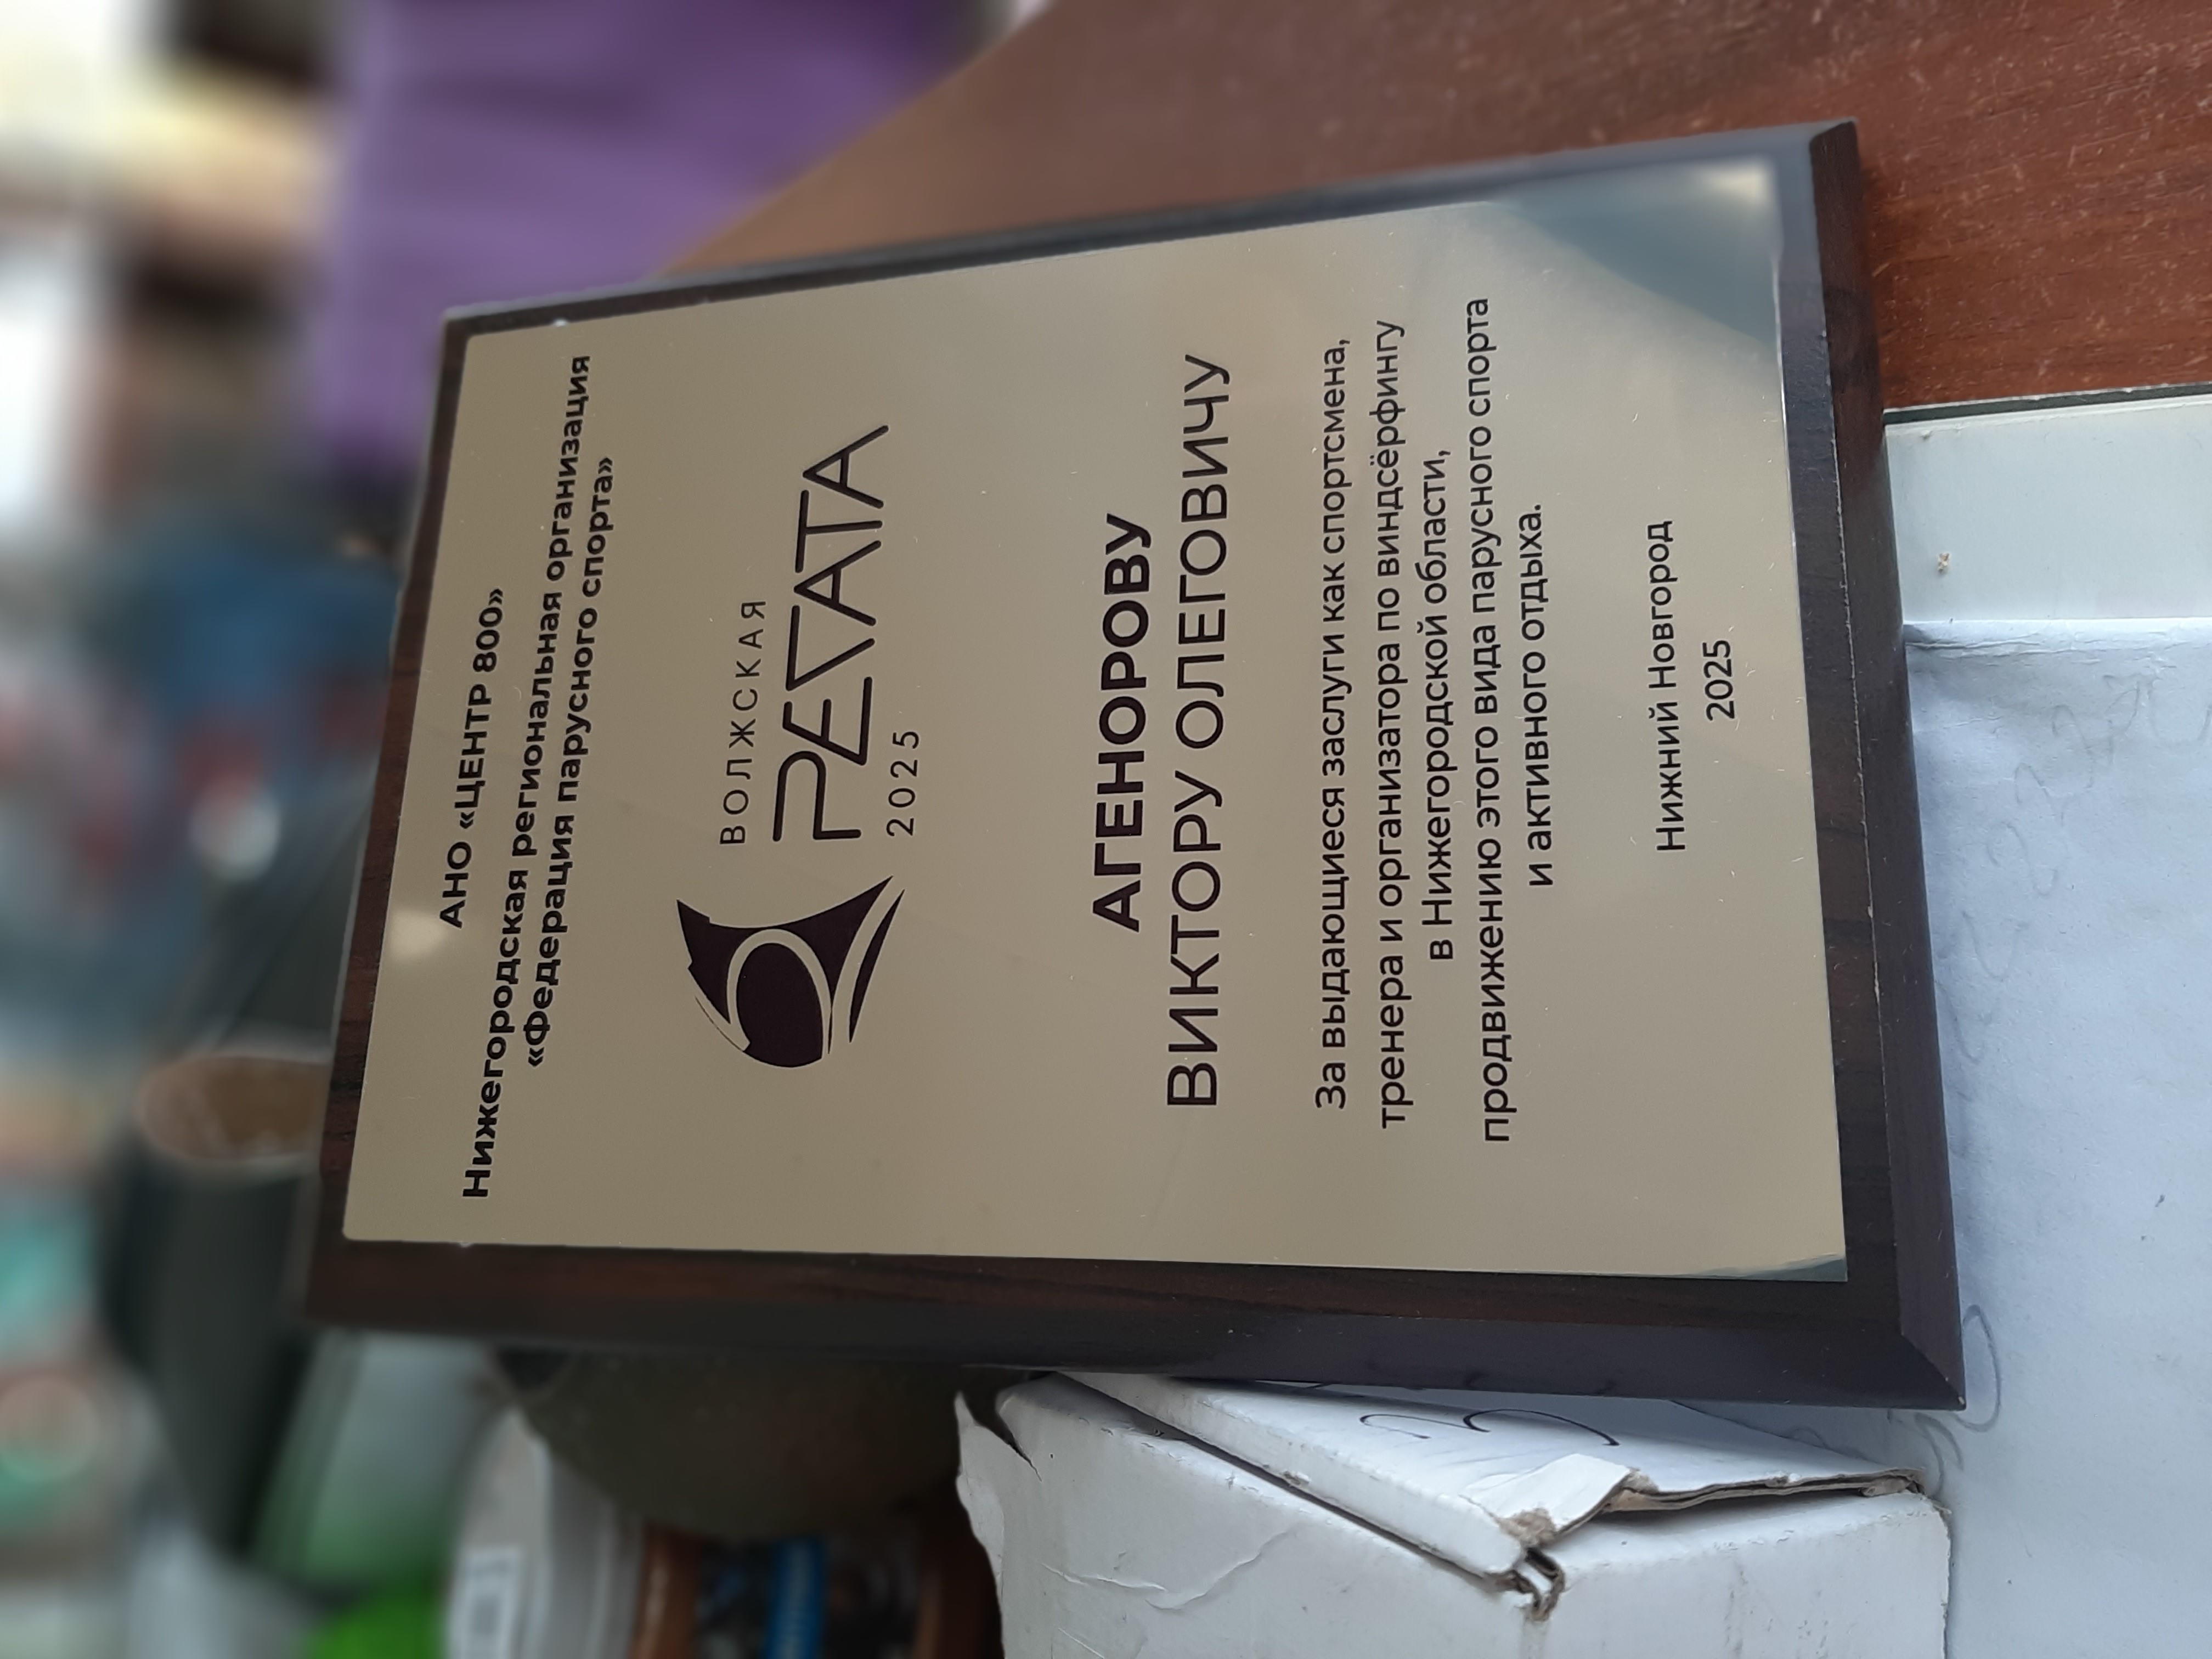 АНО «ЦЕНТР 800»
Нижегородская региональная организация
«Федерация парусного спорта»
ВОЛЖСКАЯ
РЕГАТА
2025
АГЕНОРОВУ
ВИКТОРУ ОЛЕГОВИЧУ
За выдающиеся заслуги как спортсмена,
тренера и организатора по виндсёрфингу
в Нижегородской области,
продвижению этого вида парусного спорта
и активного отдыха.
Нижний Новгород
2025